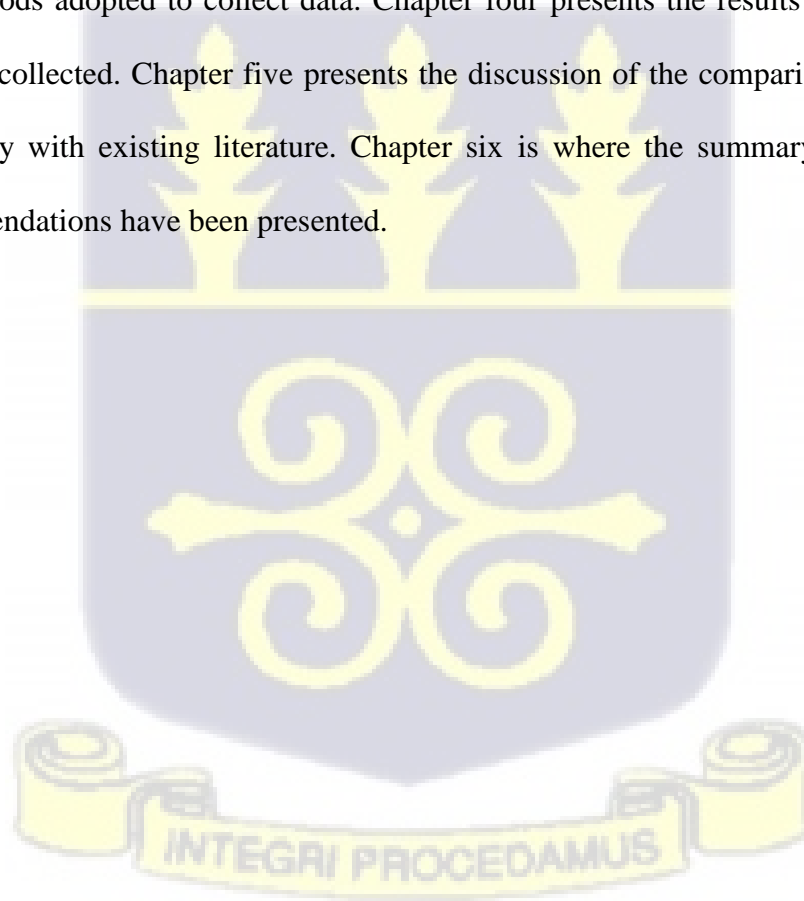 adopted to collect data. Chapter four presents the results
collected. Chapter five presents the discussion of the
with existing literature. Chapter six is where the summary
have been presented.
INTEGRI PROCEDAMUS